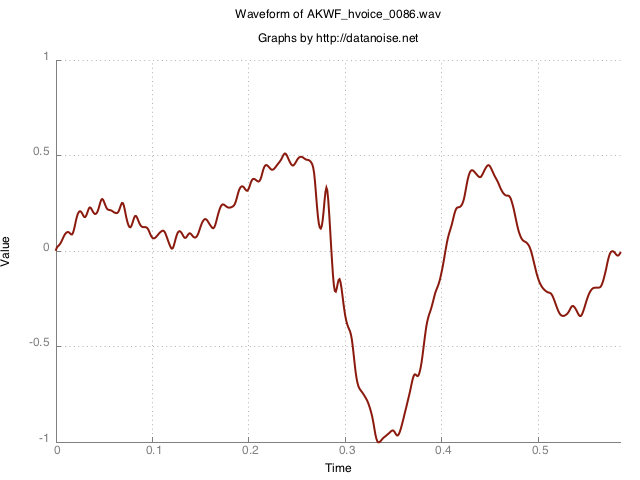 Waveform of AKWF_hvoice_0086.wav
Graphs by http://datanoise.net
1
0.5
0
-0.5
-1
Value
0 0.1 0.2 0.3 0.4 0.5
Time